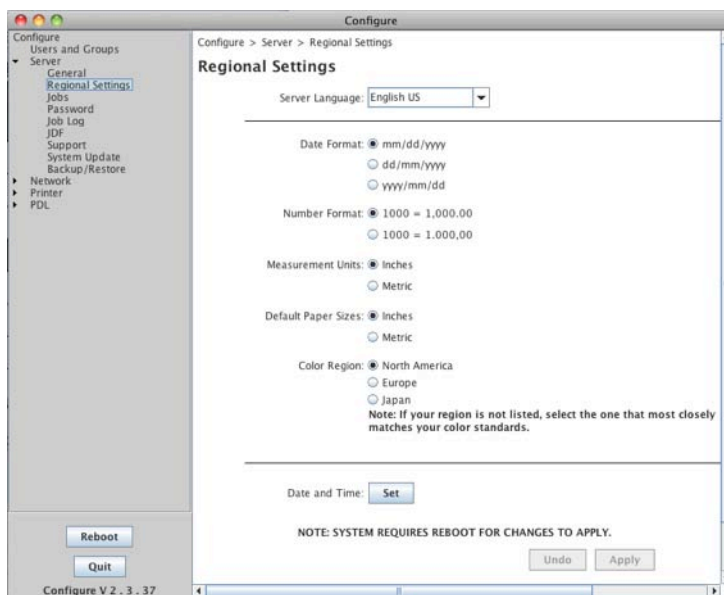 Configure
Configure
Users and Groups
Server
General
Regional Settings
Jobs
Password
Job Log
JDF
Support
System Update
Backup/Restore
Network
Printer
PDL
Reboot
Quit
Configure V 2 . 3 . 37
Configure > Server > Regional Settings
Regional Settings
Server Language: English US
Date Format: mm/dd/yyyy
dd/mm/yyyy
yyyy/mm/dd
Number Format: 1000 = 1,000.00
1000 = 1.000,00
Measurement Units: Inches
Metric
Default Paper Sizes: Inches
Metric
Color Region: North America
Europe
Japan
Note: If your region is not listed, select the one that most closely
matches your color standards.
Date and Time: Set
NOTE: SYSTEM REQUIRES REBOOT FOR CHANGES TO APPLY.
Undo Apply